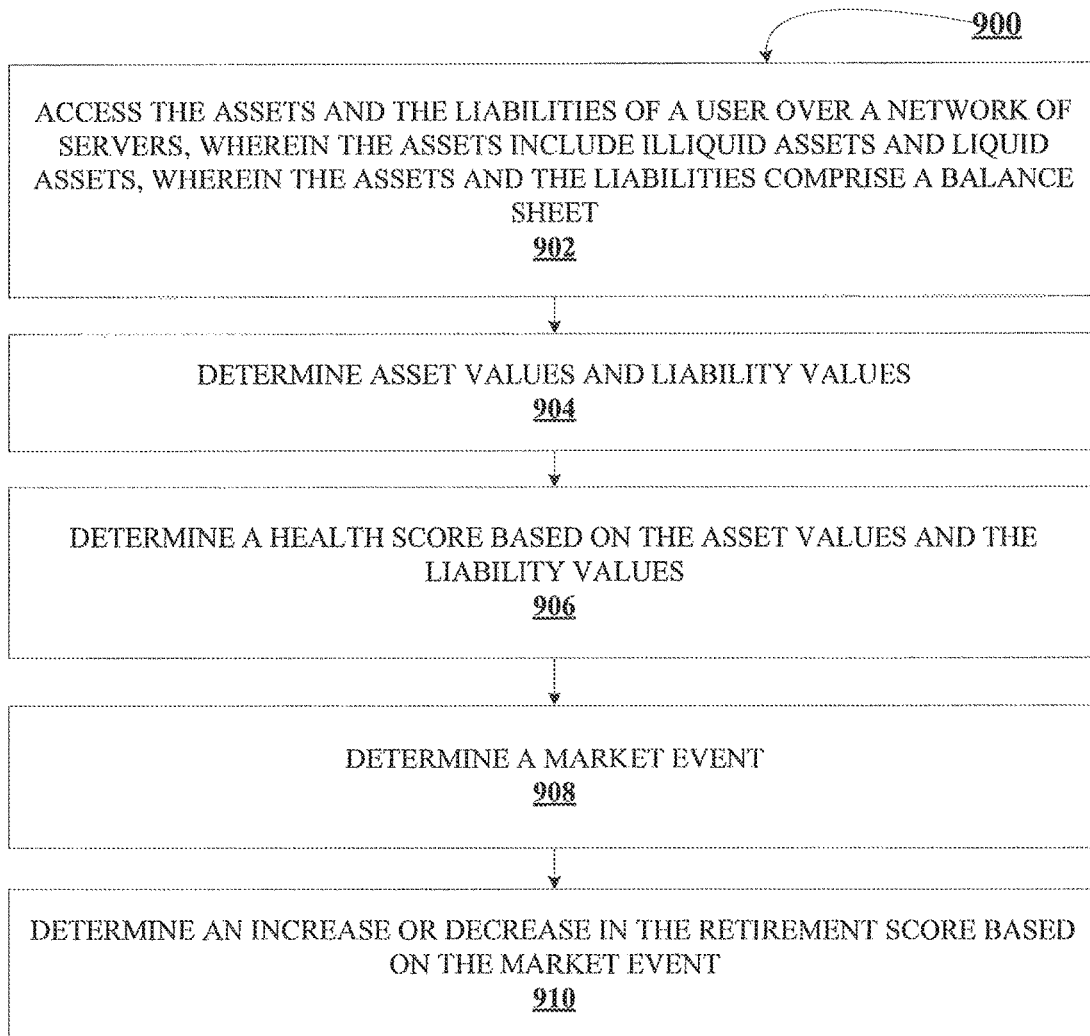 900
ACCESS THE ASSETS AND THE LIABILITIES OF A USER OVER A NETWORK OF
SERVERS, WHEREIN THE ASSETS INCLUDE ILLIQUID ASSETS AND LIQUID
ASSETS, WHEREIN THE ASSETS AND THE LIABILITIES COMPRISE A BALANCE
SHEET
902
DETERMINE ASSET VALUES AND LIABILITY VALUES
904
DETERMINE A HEALTH SCORE BASED ON THE ASSET VALUES AND THE
LIABILITY VALUES
906
DETERMINE A MARKET EVENT
908
DETERMINE AN INCREASE OR DECREASE IN THE RETIREMENT SCORE BASED
ON THE MARKET EVENT
910